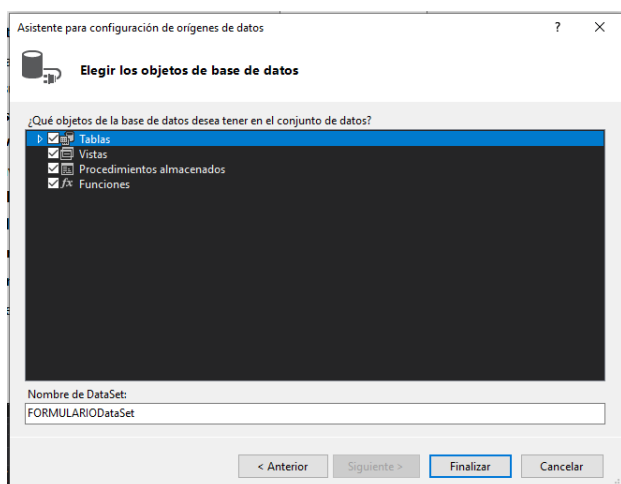 Asistente para configuración de orígenes de datos
Elegir los objetos de base de datos
¿Qué objetos de la base de datos desea tener en el conjunto de datos?
Tablas
Vistas
Procedimientos almacenados
fx Funciones
Nombre de DataSet:
FORMULARIODataSet
< Anterior Siguiente > Finalizar Cancelar